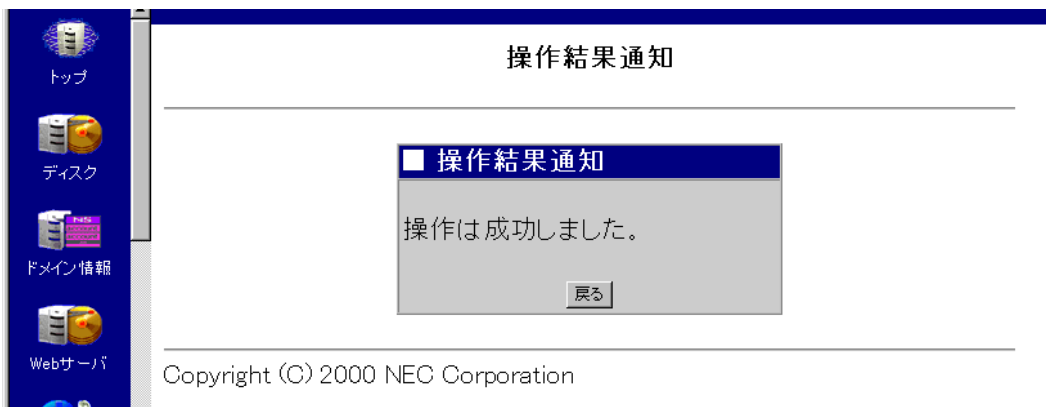 トップ
ディスク
NS
ドメイン情報
Webサーバ
操作結果通知
■ 操作結果通知
操作は成功しました。
戻る
Copyright (C) 2000 NEC Corporation